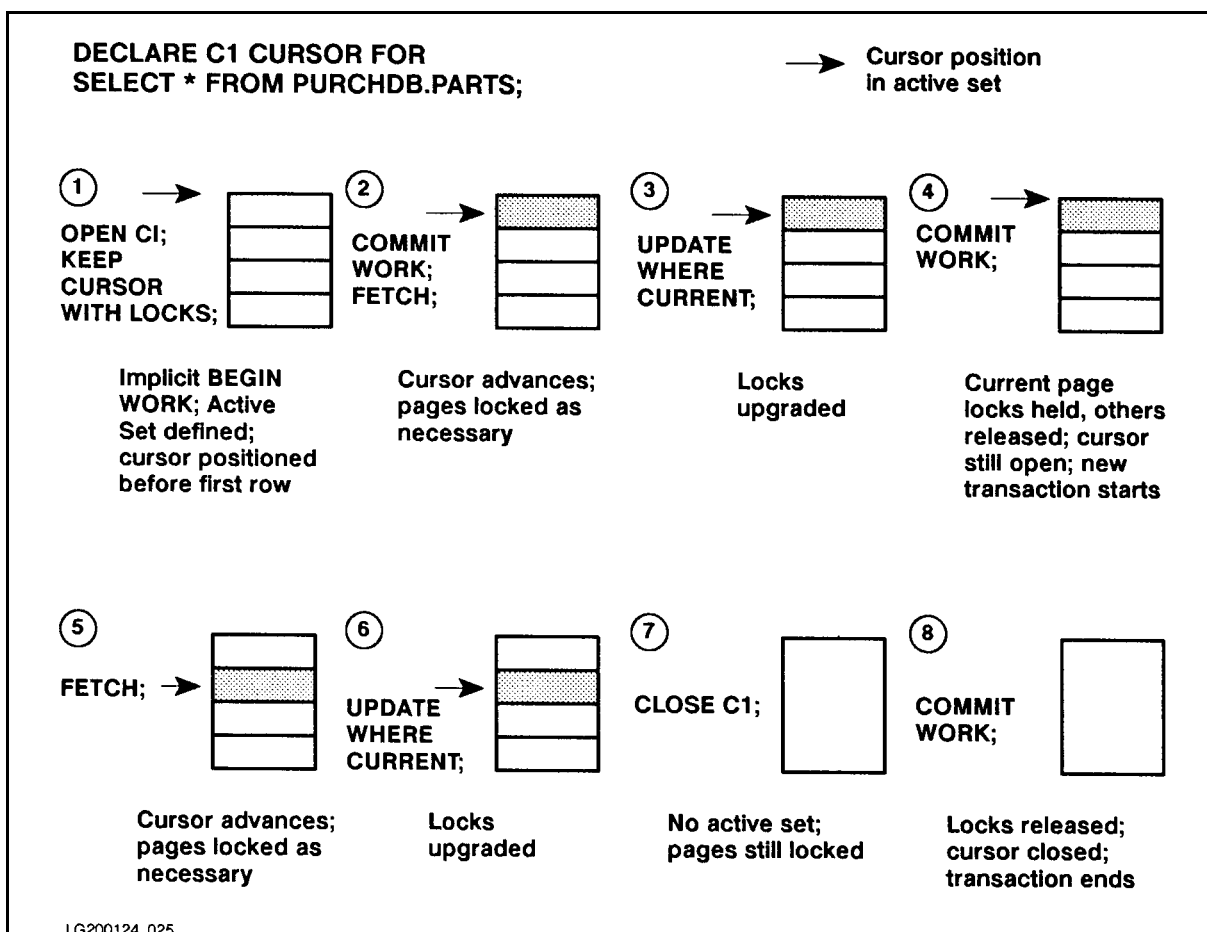 DECLARE C1 CURSOR FOR
SELECT * FROM PURCHDB.PARTS;
Cursor position
in active set
1
OPEN CI;
KEEP
CURSOR
WITH LOCKS;
Implicit BEGIN
WORK; Active
Set defined;
cursor positioned
before first row
2
COMMIT
WORK;
FETCH;
Cursor advances;
pages locked as
necessary
3
UPDATE
WHERE
CURRENT;
Locks
upgraded
4
COMMIT
WORK;
Current page
locks held, others
released; cursor
still open; new
transaction starts
5
FETCH;
Cursor advances;
pages locked as
necessary
6
UPDATE
WHERE
CURRENT;
Locks
upgraded
7
CLOSE C1;
No active set;
pages still locked
8
COMMIT
WORK;
Locks released;
cursor closed;
transaction ends
LG200124_025